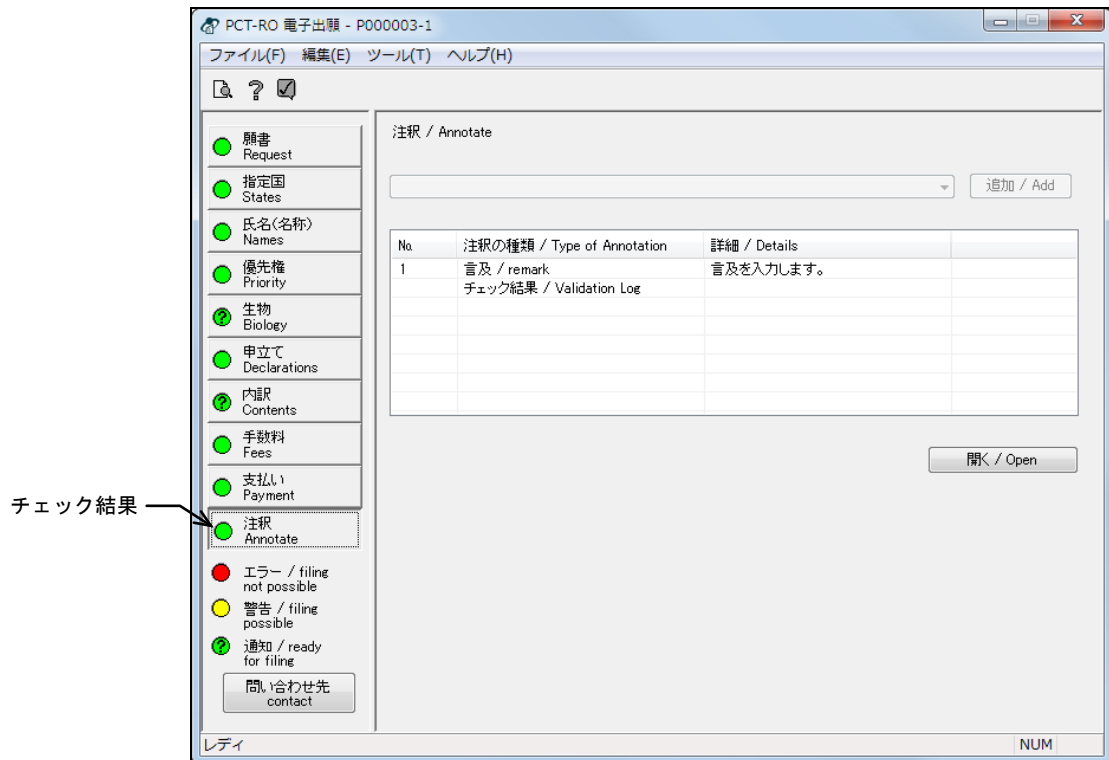 PCT-RO 電子出願 - P000003-1
ファイル(F) 編集(E) ツール(T) ヘルプ(H)
願書
Request
指定国
States
氏名(名称)
Names
優先権
Priority
生物
Biology
申立て
Declarations
内訳
Contents
手数料
Fees
支払い
Payment
チェック結果
注釈
Annotate
エラー / filing
not possible
警告 / filing
possible
通知 / ready
for filing
問い合わせ先
contact
注釈 / Annotate
追加 / Add
No. 注釈の種類 / Type of Annotation 詳細 / Details
1 言及 / remark 言及を入力します。
チェック結果 / Validation Log
開く / Open
レディ NUM